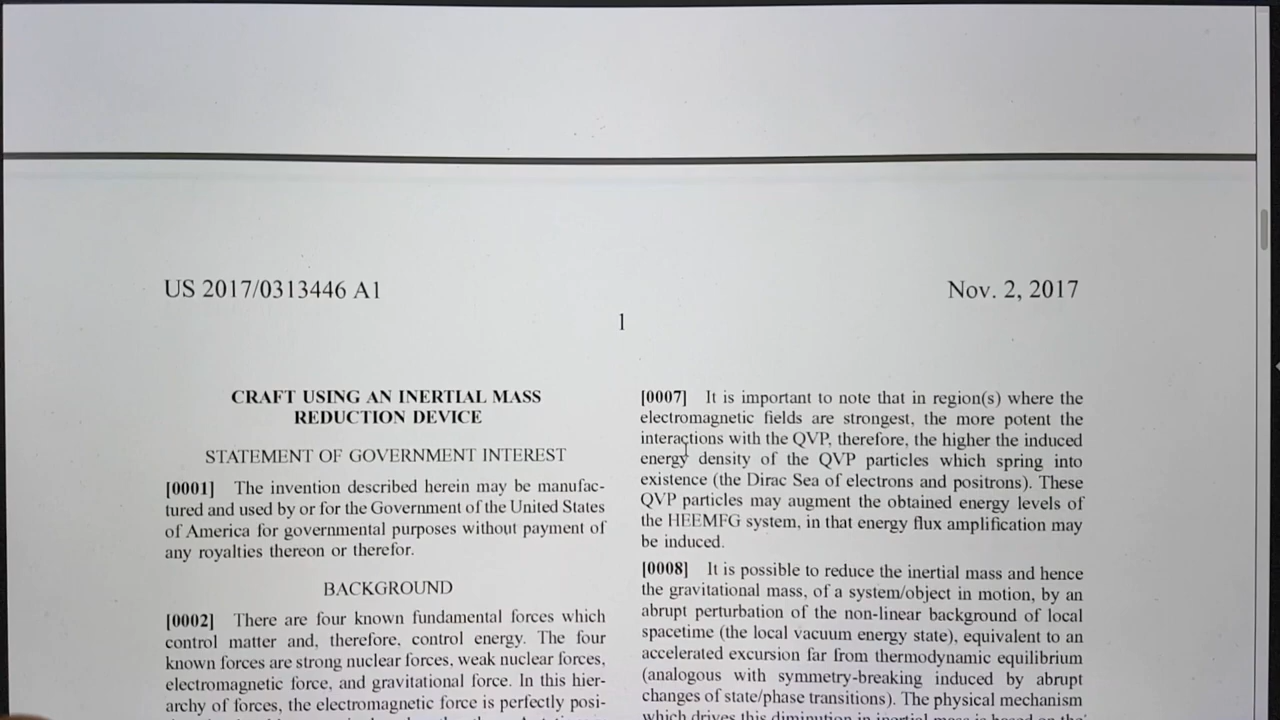 US 2017/0313446 A1
Nov. 2, 2017
1
CRAFT USING AN INERTIAL MASS
REDUCTION DEVICE
STATEMENT OF GOVERNMENT INTEREST
[0001] The invention described herein may be manufac-
tured and used by or for the Government of the United States
of America for governmental purposes without payment of
any royalties thereon or therefor.
BACKGROUND
[0002] There are four known fundamental forces which
control matter and, therefore, control energy. The four
known forces are strong nuclear forces, weak nuclear forces,
electromagnetic force, and gravitational force. In this hier-
archy of forces, the electromagnetic force is perfectly posi-
[0007] It is important to note that in region(s) where the
electromagnetic fields are strongest, the more potent the
interactions with the QVP, therefore, the higher the induced
energy density of the QVP particles which spring into
existence (the Dirac Sea of electrons and positrons). These
QVP particles may augment the obtained energy levels of
the HEEMFG system, in that energy flux amplification may
be induced.
[0008] It is possible to reduce the inertial mass and hence
the gravitational mass, of a system/object in motion, by an
abrupt perturbation of the non-linear background of local
spacetime (the local vacuum energy state), equivalent to an
accelerated excursion far from thermodynamic equilibrium
(analogous with symmetry-breaking induced by abrupt
changes of state/phase transitions). The physical mechanism
which drives this diminution in inertial mass is based on the